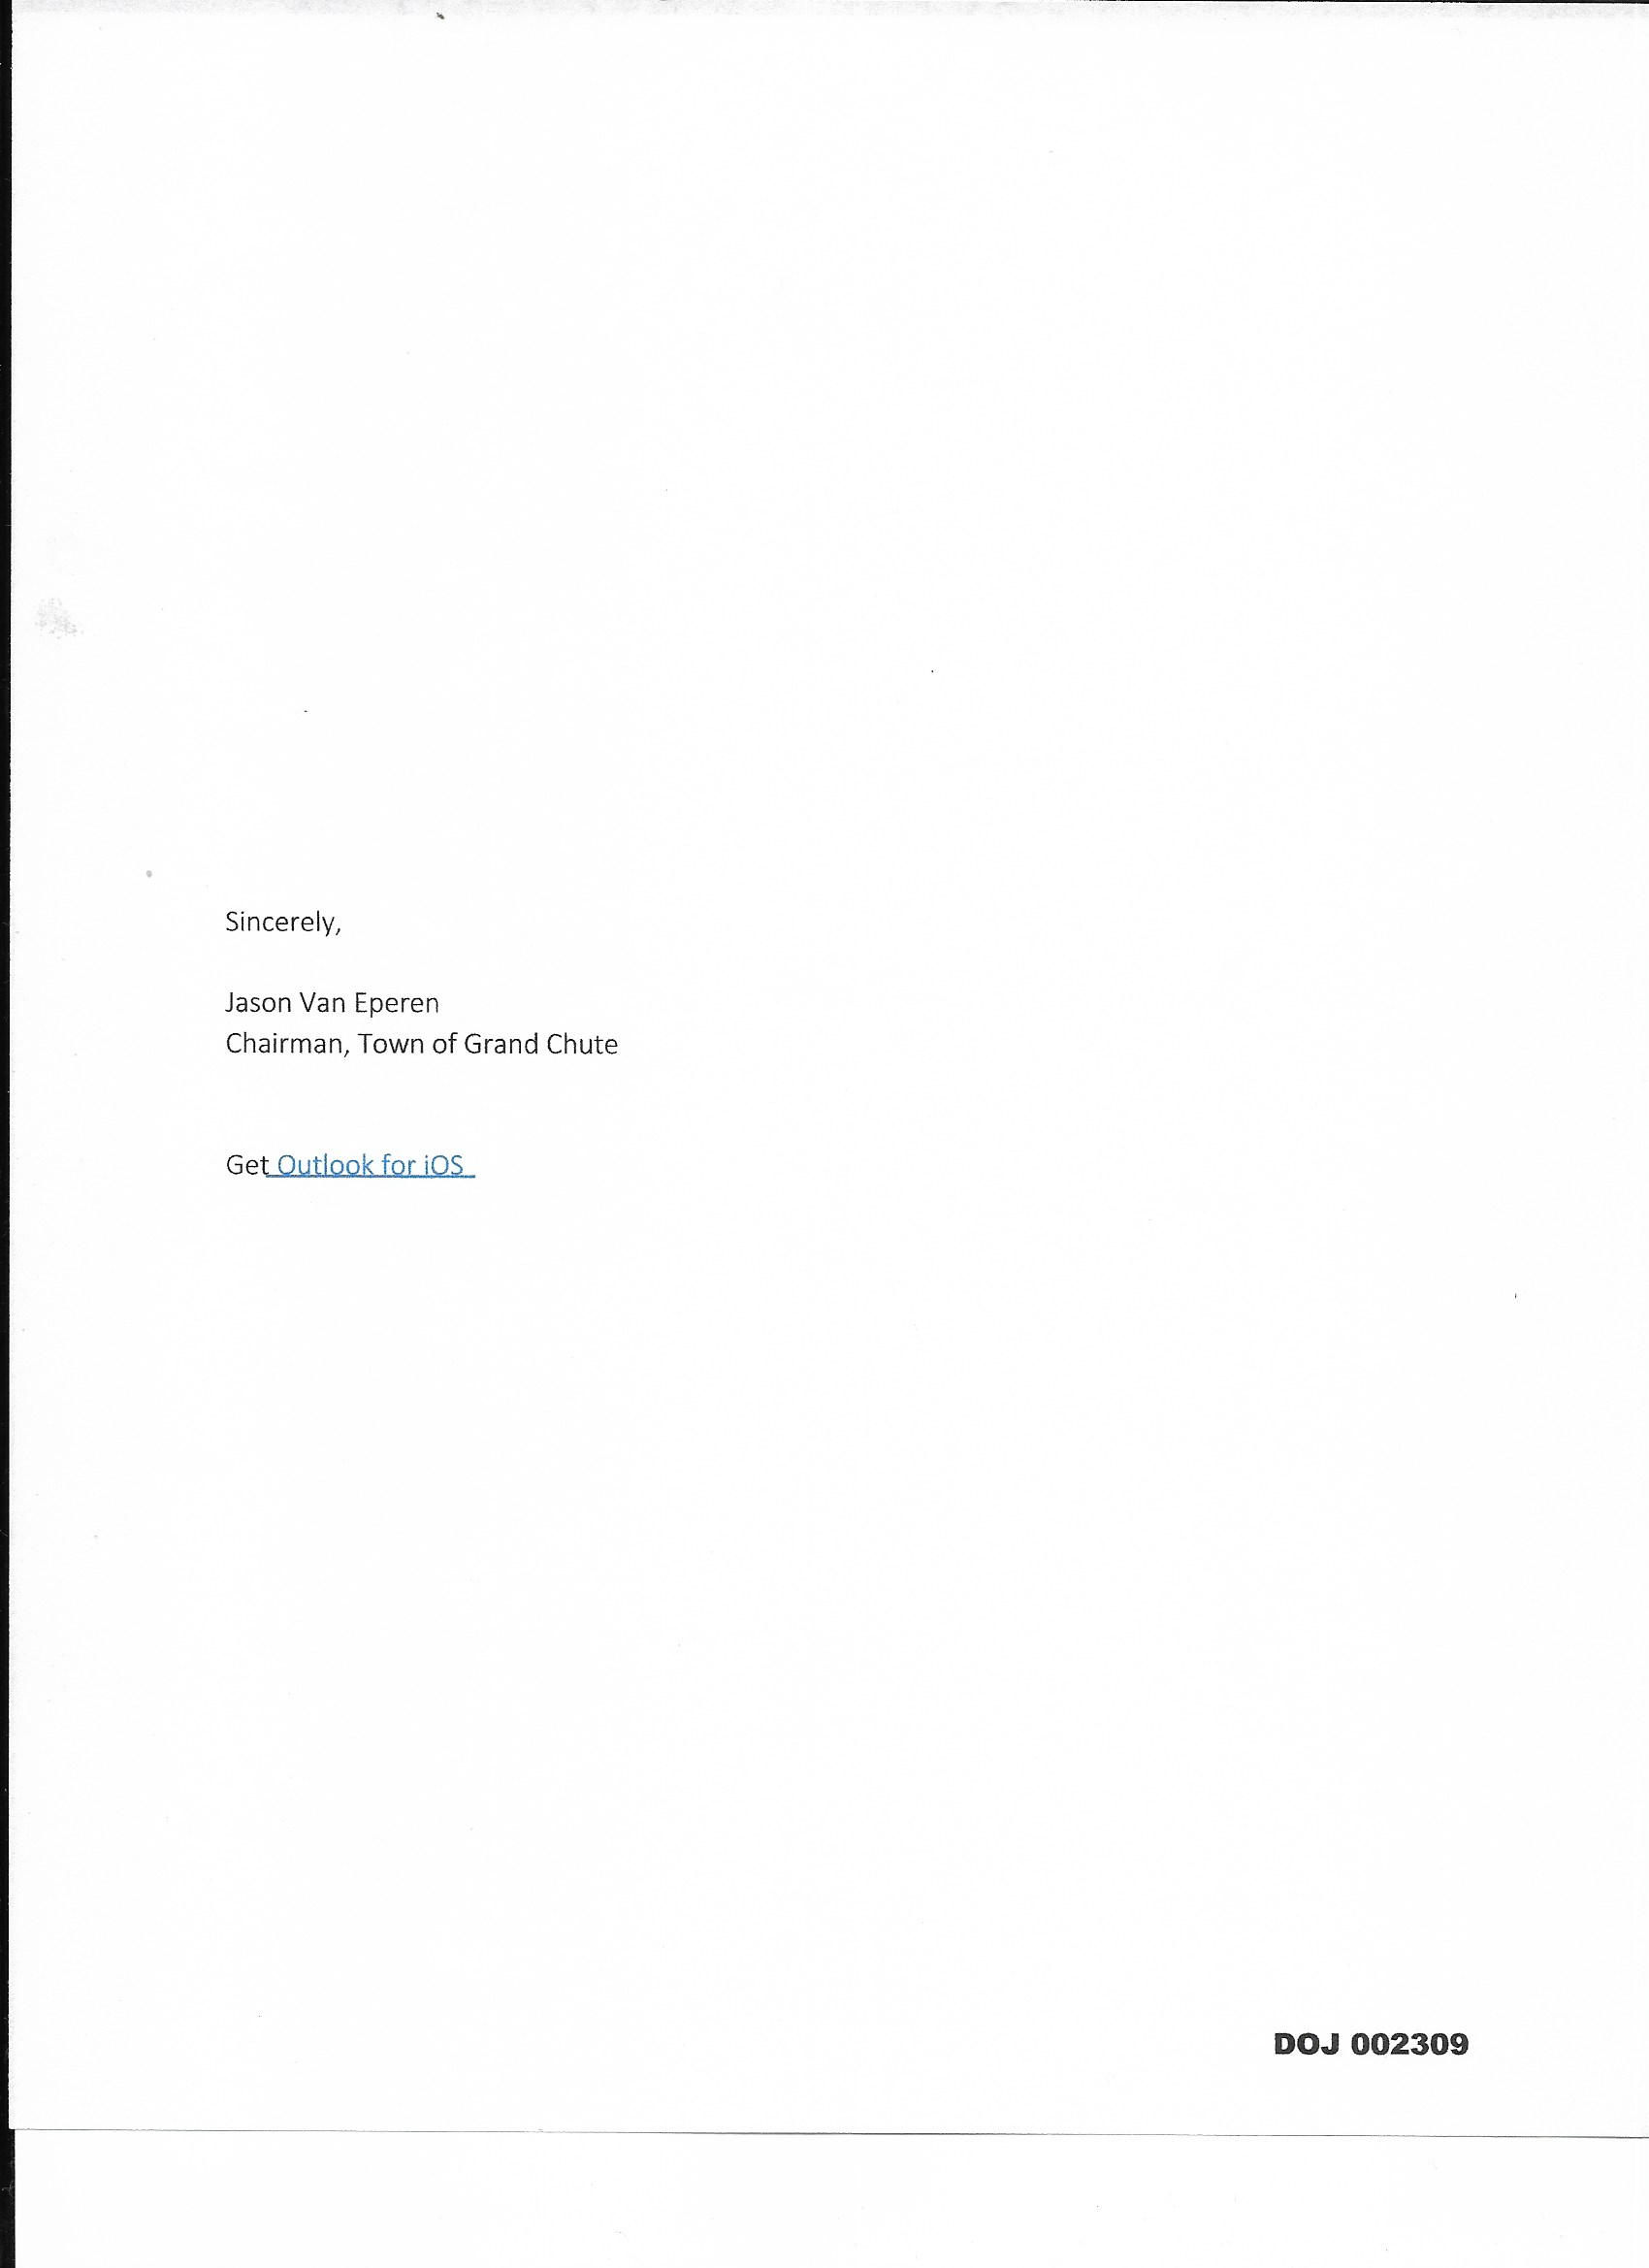 Sincerely,
Jason Van Eperen
Chairman, Town of Grand Chute
Get Outlook for iOS
DOJ 002309